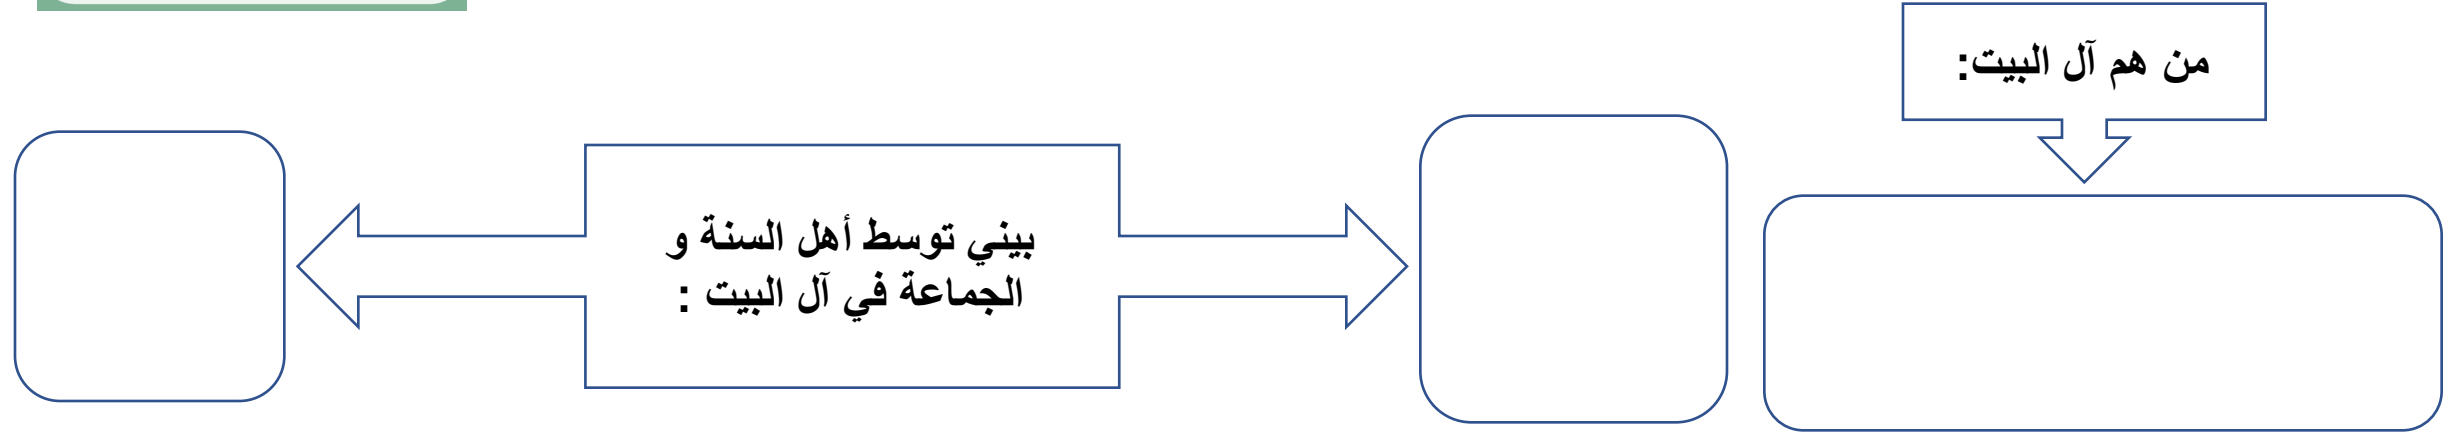 من هم آل البيت:
بيني توسط أهل السنة و
الجماعة في آل البيت :